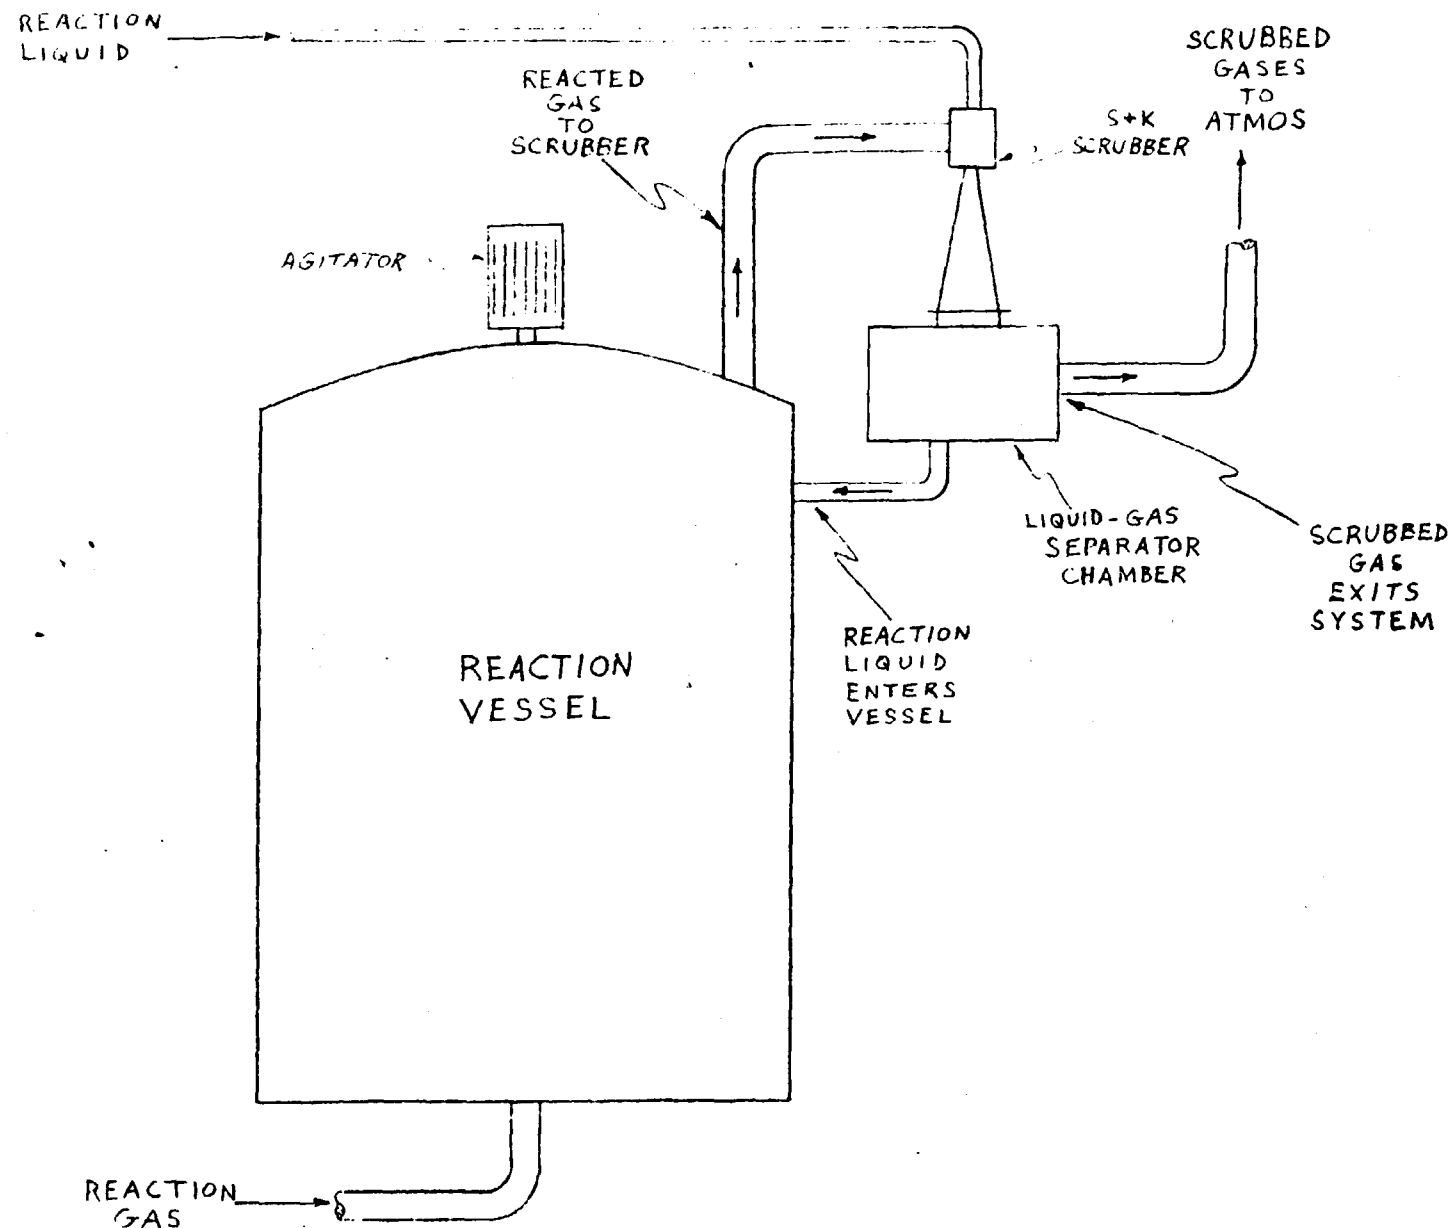 REACTION
LIQUID
REACTED
GAS
TO
SCRUBBER
SCRUBBED
GASES
TO
ATMOS
S+K
SCRUBBER
AGITATOR
LIQUID-GAS
SEPARATOR
CHAMBER
SCRUBBED
GAS
EXITS
SYSTEM
REACTION
LIQUID
ENTERS
VESSEL
REACTION
VESSEL
REACTION
GAS